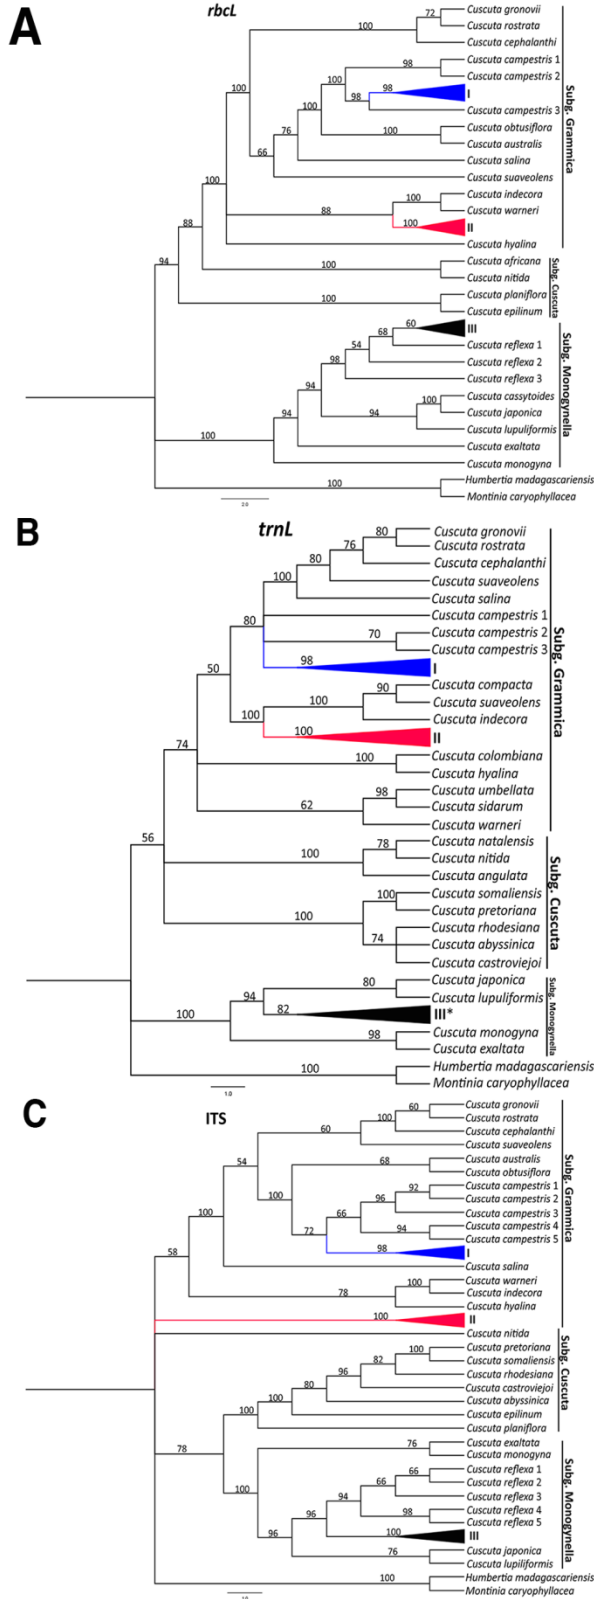 A
rbcL
72
Cuscuta gronovii
Cuscuta rostrata
100
Cuscuta cephalanthi
98
Cuscuta campestris 1
Cuscuta campestris 2
100
100
98
98
I
Cuscuta campestris 3
100
76
100
Cuscuta obtusiflora
Cuscuta australis
66
Cuscuta salina
Cuscuta suaveolens
Subg. Grammica
100
88
100
Cuscuta indecora
Cuscuta warneri
100
II
Cuscuta hyalina
88
94
100
Cuscuta africana
Cuscuta nitida
100
Cuscuta planiflora
Cuscuta epilinum
Subg. Cuscuta
60
III
68
54
Cuscuta reflexa 1
98
Cuscuta reflexa 2
Cuscuta reflexa 3
94
94
100
Cuscuta cassytoides
Cuscuta japonica
94
Cuscuta lupuliformis
100
Cuscuta exaltata
Cuscuta monogyna
Subg. Monogynella
100
Humbertia madagascariensis
Montinia caryophyllacea
2.0
B
trnL
80
Cuscuta gronovii
Cuscuta rostrata
76
80
Cuscuta cephalanthi
100
Cuscuta suaveolens
Cuscuta salina
80
Cuscuta campestris 1
70
Cuscuta campestris 2
Cuscuta campestris 3
98
I
50
90
Cuscuta compacta
Cuscuta suaveolens
100
100
Cuscuta indecora
100
II
74
100
Cuscuta colombiana
Cuscuta hyalina
98
Cuscuta umbellata
Cuscuta sidarum
62
Cuscuta warneri
Subg. Grammica
56
78
Cuscuta natalensis
Cuscuta nitida
100
Cuscuta angulata
100
Cuscuta somaliensis
Cuscuta pretoriana
100
74
Cuscuta rhodesiana
Cuscuta abyssinica
Cuscuta castroviejoi
Subg. Cuscuta
80
Cuscuta japonica
Cuscuta lupuliformis
94
82
III*
100
98
Cuscuta monogyna
Cuscuta exaltata
Subg. Monogynella
100
Humbertia madagascariensis
Montinia caryophyllacea
1.0
C
ITS
60
Cuscuta gronovii
Cuscuta rostrata
100
Cuscuta cephalanthi
60
Cuscuta suaveolens
54
68
Cuscuta australis
Cuscuta obtusiflora
100
92
Cuscuta campestris 1
Cuscuta campestris 2
96
Cuscuta campestris 3
66
94
Cuscuta campestris 4
Cuscuta campestris 5
72
98
I
100
Cuscuta salina
58
100
Cuscuta warneri
Cuscuta indecora
78
Cuscuta hyalina
100
II
Subg. Grammica
Cuscuta nitida
100
Cuscuta pretoriana
Cuscuta somaliensis
82
Cuscuta rhodesiana
96
Cuscuta castroviejoi
80
Cuscuta abyssinica
100
Cuscuta epilinum
100
Cuscuta planiflora
Subg. Cuscuta
78
76
Cuscuta exaltata
Cuscuta monogyna
100
66
Cuscuta reflexa 1
Cuscuta reflexa 2
66
Cuscuta reflexa 3
94
98
Cuscuta reflexa 4
Cuscuta reflexa 5
96
100
III
96
76
Cuscuta japonica
Cuscuta lupiliformis
Subg. Monogynella
100
Humbertia madagascariensis
Montinia caryophyllacea